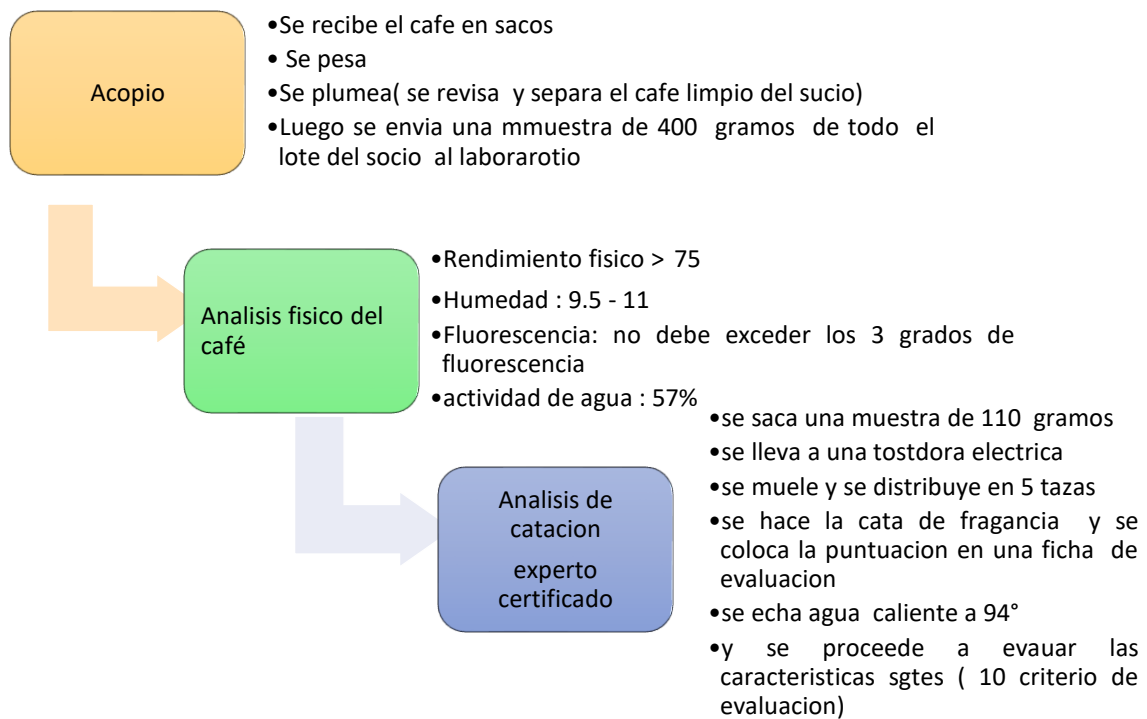 Acopio
•Se recibe el cafe en sacos
• Se pesa
•Se plumea( se revisa y separa el cafe limpio del sucio)
•Luego se envia una mmuestra de 400 gramos de todo el
lote del socio al laborarotio
Analisis fisico del
café
•Rendimiento fisico > 75
•Humedad : 9.5 - 11
•Fluorescencia: no debe exceder los 3 grados de
fluorescencia
•actividad de agua : 57%
Analisis de
catacion
experto
certificado
•se saca una muestra de 110 gramos
•se lleva a una tostdora electrica
•se muele y se distribuye en 5 tazas
•se hace la cata de fragancia y se
coloca la puntuacion en una ficha de
evaluacion
•se echa agua caliente a 94°
•y se proceede a evauar las
caracteristicas sgtes ( 10 criterio de
evaluacion)